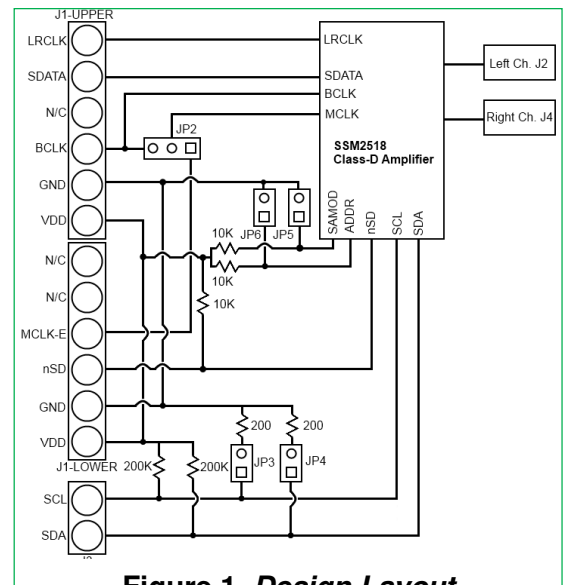 J1-UPPER
LRCLK
SDATA
N/C
BCLK
GND
VDD
N/C
N/C
MCLK-E
nSD
GND
VDD
J1-LOWER
SCL
SDA
JP2
LRCLK
SDATA
BCLK
MCLK
SSM2518
Class-D Amplifier
SAMOD
ADDR
nSD
SCL
SDA
Left Ch. J2
Right Ch. J4
JP6
JP5
10K
10K
10K
200
200
200K
200K
JP3
JP4
Figure 1. Design Layout